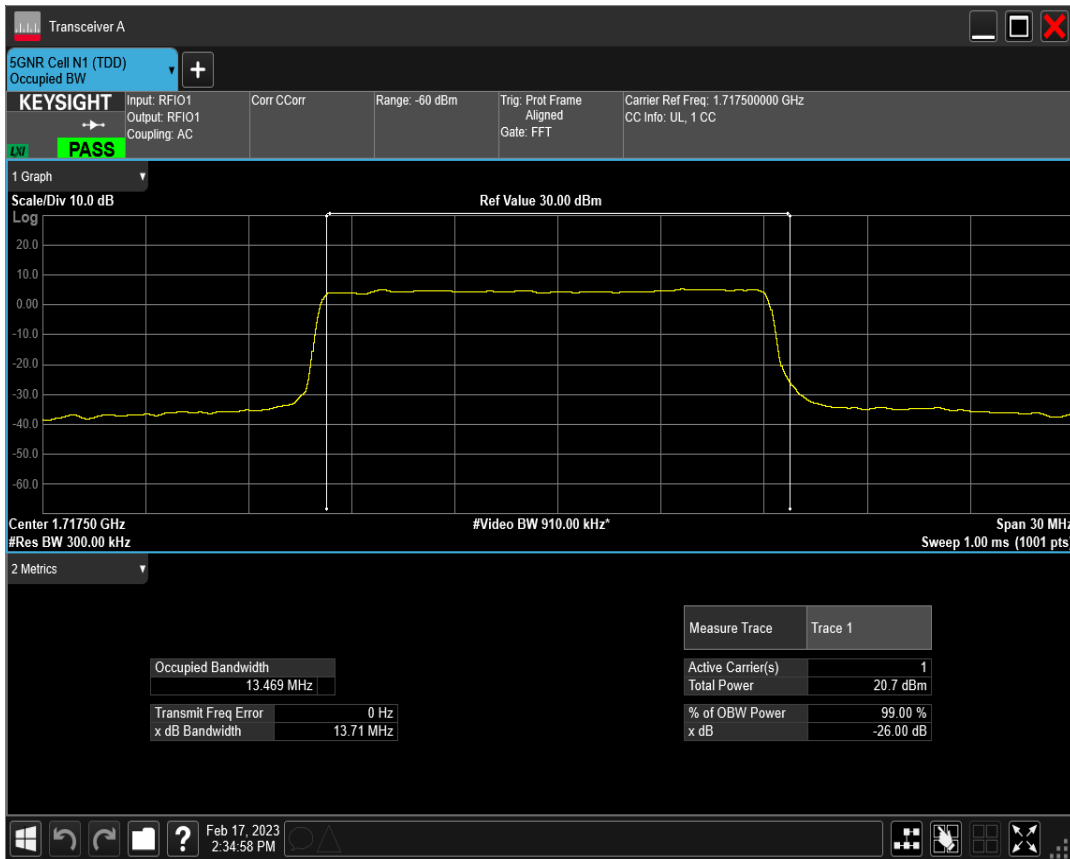 Transceiver A
5GNR Cell N1 (TDD)
Occupied BW
KEYSIGHT
LXI
PASS
Input: RFIO1
Output: RFIO1
Coupling: AC
Corr CCorr
Range: -60 dBm
Trig: Prot Frame
Aligned
Gate: FFT
Carrier Ref Freq: 1.717500000 GHz
CC Info: UL, 1 CC
1 Graph
Scale/Div 10.0 dB
Ref Value 30.00 dBm
Log
20.0
10.0
0.00
-10.0
-20.0
-30.0
-40.0
-50.0
-60.0
Center 1.71750 GHz
#Video BW 910.00 kHz*
Span 30 MHz
#Res BW 300.00 kHz
Sweep 1.00 ms (1001 pts)
2 Metrics
Measure Trace Trace 1
Occupied Bandwidth
13.469 MHz
Active Carrier(s) 1
Total Power 20.7 dBm
Transmit Freq Error 0 Hz
x dB Bandwidth 13.71 MHz
% of OBW Power 99.00 %
x dB -26.00 dB
?
Feb 17, 2023
2:34:58 PM